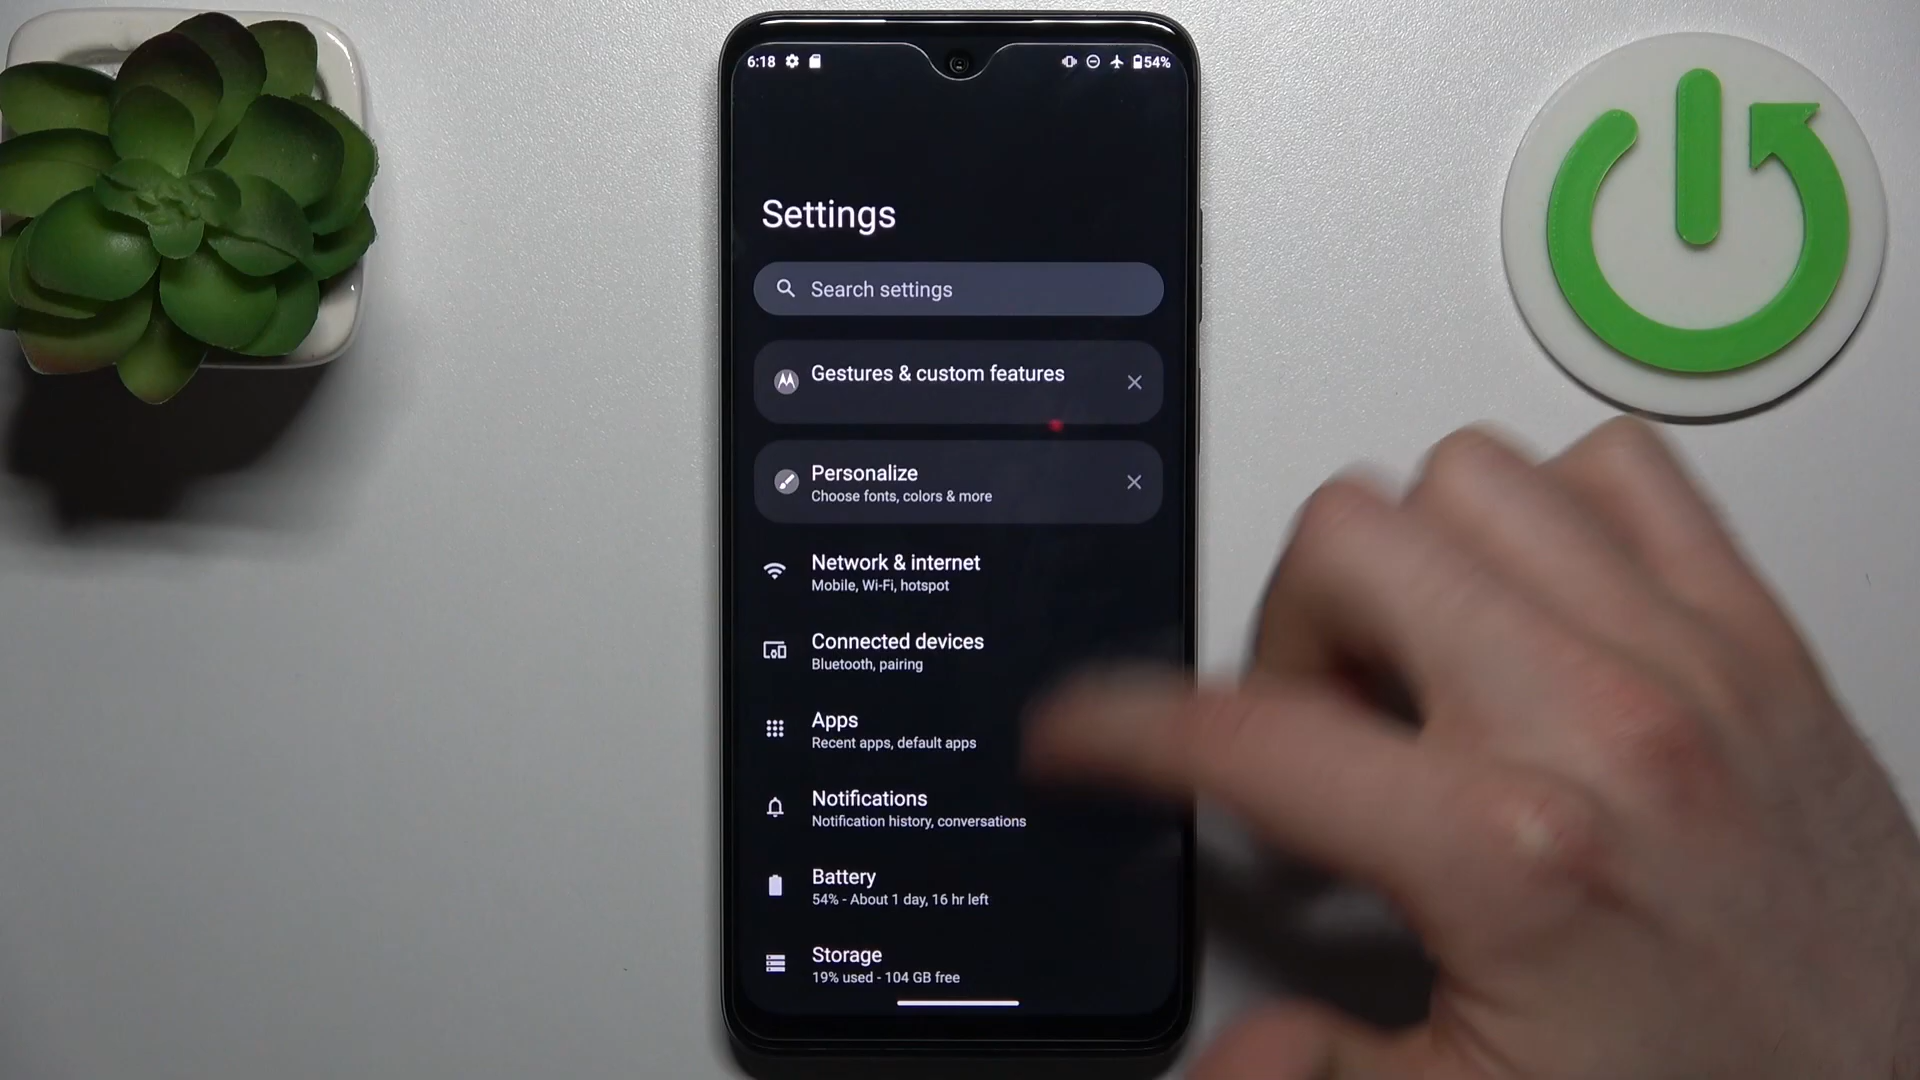 6:18 54%
Settings
Search settings
Gestures & custom features
Personalize
Choose fonts, colors & more
Network & internet
Mobile, Wi-Fi, hotspot
Connected devices
Bluetooth, pairing
Apps
Recent apps, default apps
Notifications
Notification history, conversations
Battery
54% - About 1 day, 16 hr left
Storage
19% used - 104 GB free